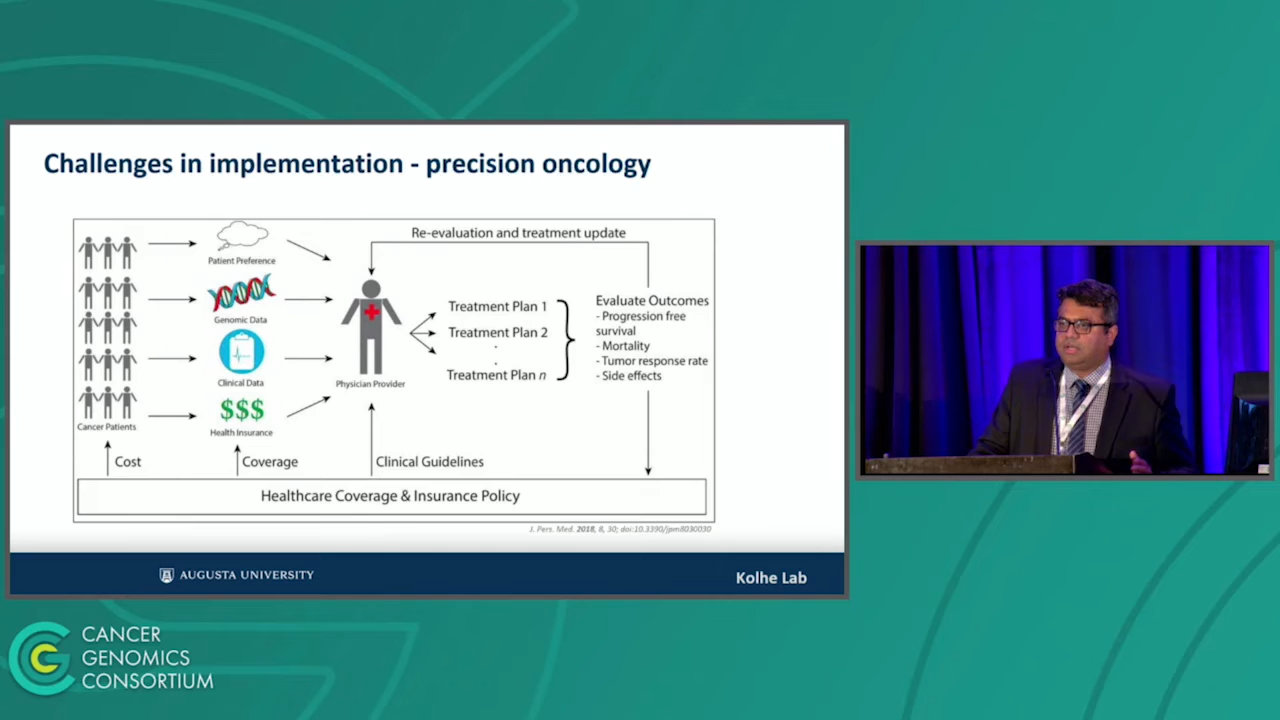 Challenges in implementation - precision oncology
Re-evaluation and treatment update
Patient Preference
Genomic Data
Clinical Data
$$$
Health Insurance
Cancer Patients
Physician Provider
Treatment Plan 1
Treatment Plan 2
.
.
Treatment Plan n
Evaluate Outcomes
- Progression free
survival
- Mortality
- Tumor response rate
- Side effects
Cost
Coverage
Clinical Guidelines
Healthcare Coverage & Insurance Policy
J. Pers. Med. 2018, 8, 30; doi:10.3390/jpm8030030
AUGUSTA UNIVERSITY
Kolhe Lab
CANCER
GENOMICS
CONSORTIUM